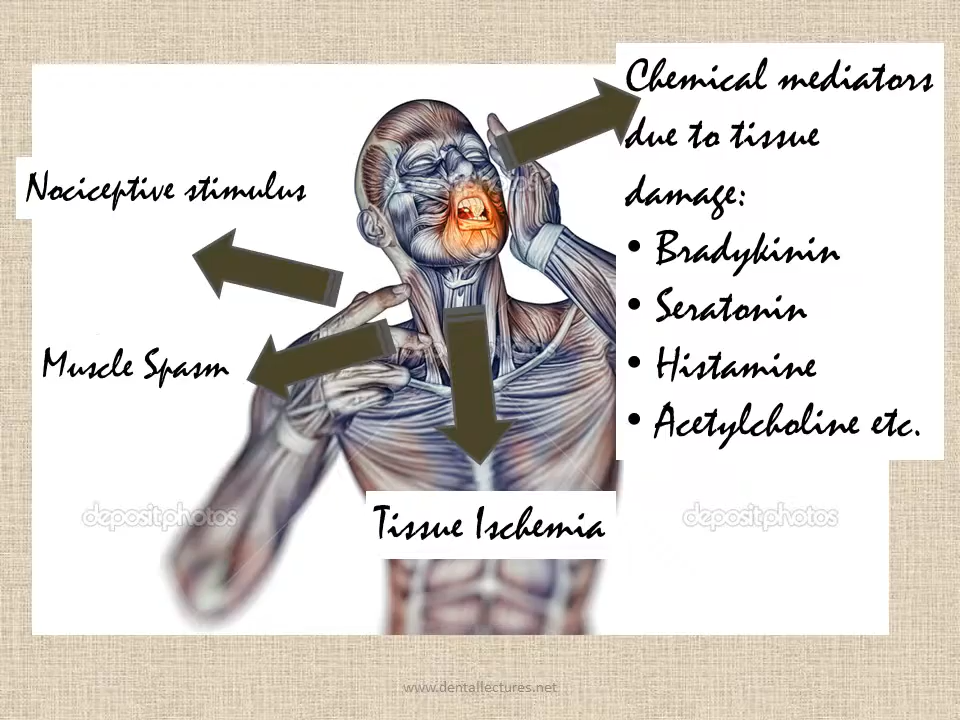 Chemical mediators
due to tissue
damage:
• Bradykinin
• Seratonin
• Histamine
• Acetylcholine etc.
Nociceptive stimulus
Muscle Spasm
Tissue Ischemia
depositphotos
depositphotos
www.dentallectures.net